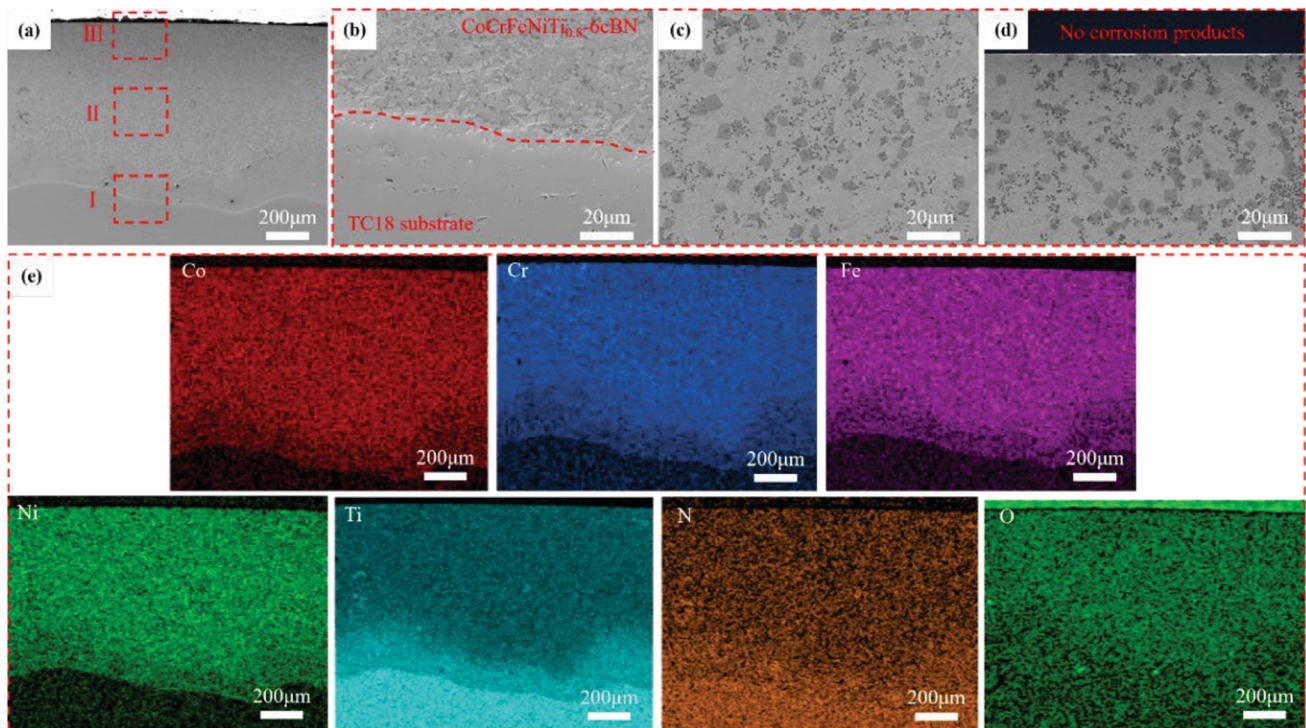 (a)
III
II
I
200μm
(b)
CoCrFeNiTi0.8-6cBN
TC18 substrate
20μm
(c)
20μm
(d)
No corrosion products
20μm
(e)
Co
200μm
Cr
200μm
Fe
200μm
Ni
200μm
Ti
200μm
N
200μm
O
200μm